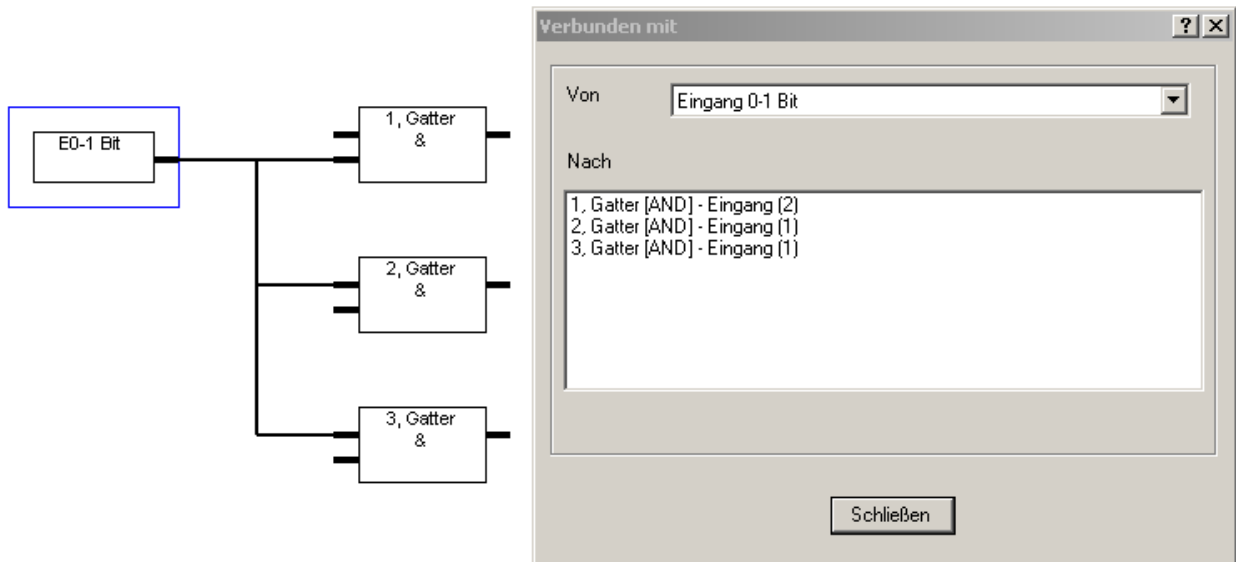 E0-1 Bit
1, Gatter
&
2, Gatter
&
3, Gatter
&
Verbunden mit
Von
Eingang 0-1 Bit
Nach
1, Gatter [AND] - Eingang (2)
2, Gatter [AND] - Eingang (1)
3, Gatter [AND] - Eingang (1)
Schließen